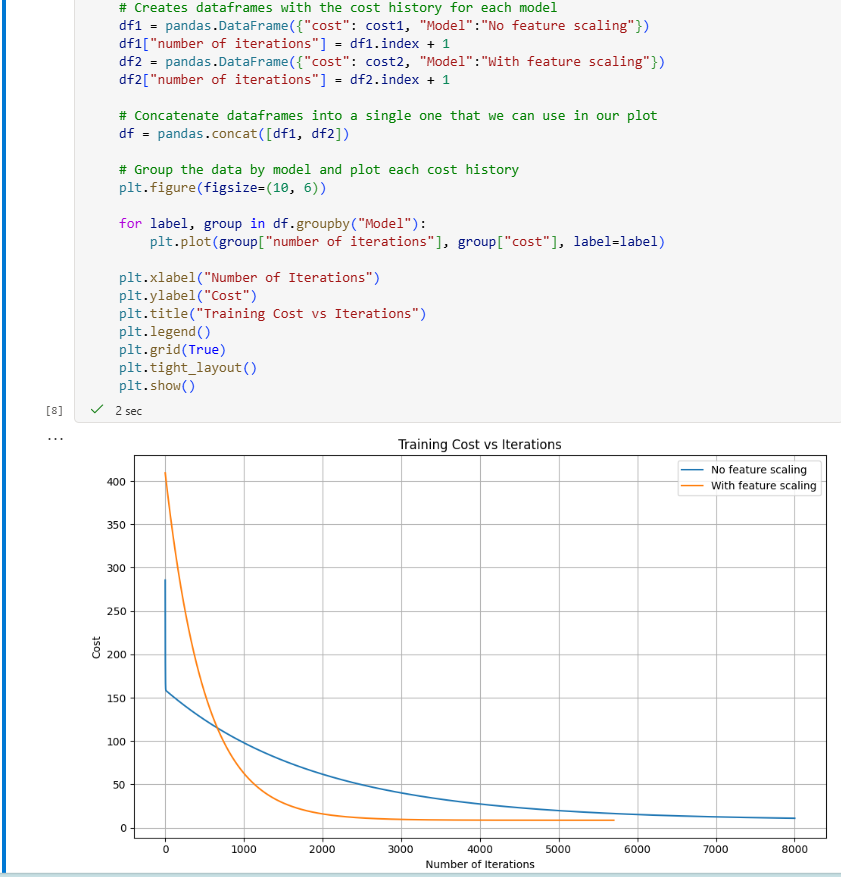 # Creates dataframes with the cost history for each model
df1 = pandas.DataFrame({"cost": cost1, "Model":"No feature scaling"})
df1["number of iterations"] = df1.index + 1
df2 = pandas.DataFrame({"cost": cost2, "Model":"With feature scaling"})
df2["number of iterations"] = df2.index + 1
# Concatenate dataframes into a single one that we can use in our plot
df = pandas.concat([df1, df2])
# Group the data by model and plot each cost history
plt.figure(figsize=(10, 6))
for label, group in df.groupby("Model"):
    plt.plot(group["number of iterations"], group["cost"], label=label)
plt.xlabel("Number of Iterations")
plt.ylabel("Cost")
plt.title("Training Cost vs Iterations")
plt.legend()
plt.grid(True)
plt.tight_layout()
plt.show()
[8] 2 sec
...
Training Cost vs Iterations
No feature scaling
With feature scaling
400
350
300
250
200
150
100
50
0
Cost
0 1000 2000 3000 4000 5000 6000 7000 8000
Number of Iterations